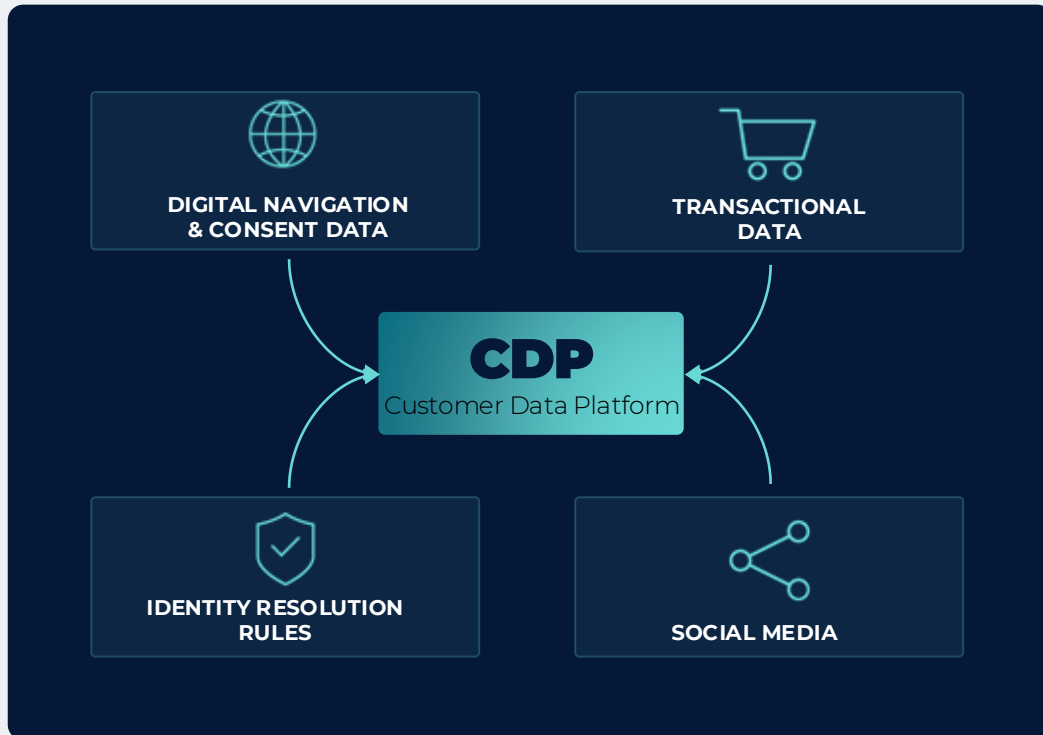 DIGITAL NAVIGATION
& CONSENT DATA
TRANSACTIONAL
DATA
CDP
Customer Data Platform
IDENTITY RESOLUTION
RULES
SOCIAL MEDIA